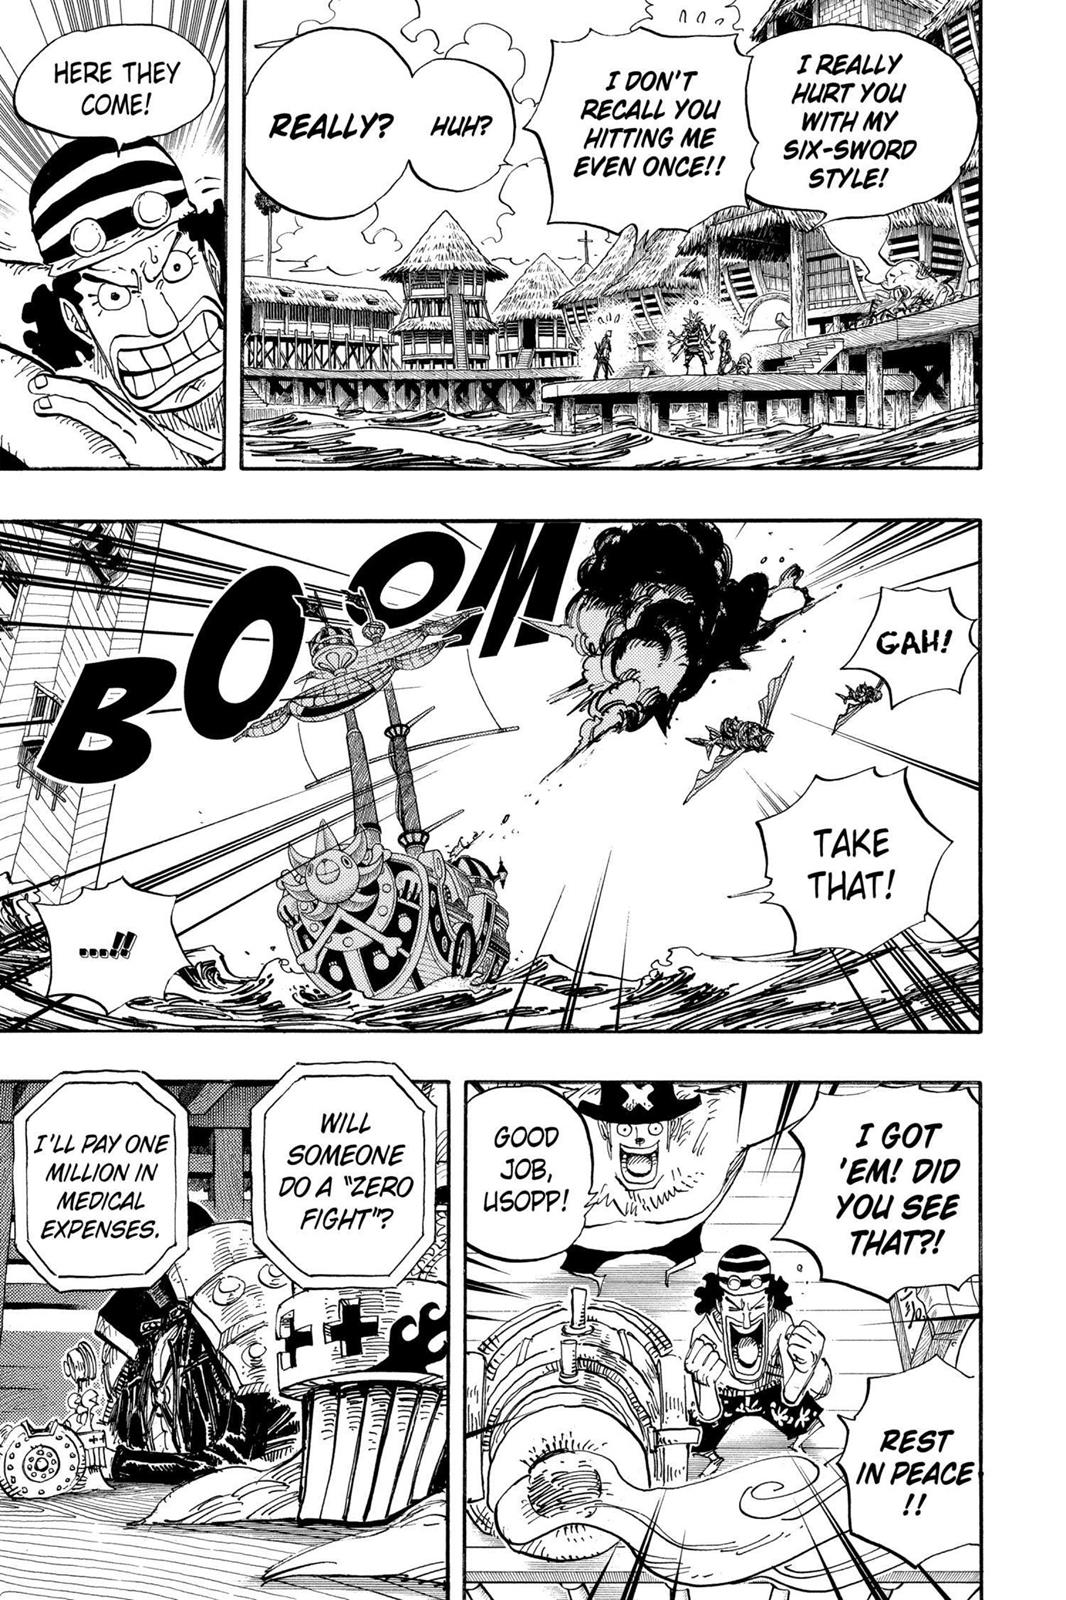 I REALLY
HURT YOU
WITH MY
SIX-SWORD
STYLE!
I DON'T
RECALL YOU
HITTING ME
EVEN ONCE!!
HUH?
REALLY?
HERE THEY
COME!
BOOM
GAH!
TAKE
THAT!
....!!
I GOT
'EM! DID
YOU SEE
THAT?!
GOOD
JOB,
USOPP!
REST
IN PEACE
!!
WILL
SOMEONE
DO A "ZERO
FIGHT"?
I'LL PAY ONE
MILLION IN
MEDICAL
EXPENSES.